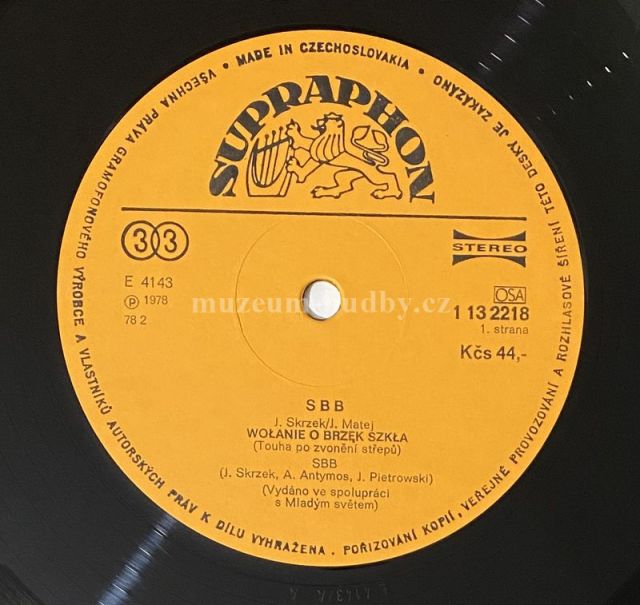 • MADE IN CZECHOSLOVAKIA •
VŠECHNA PRÁVA GRAMOFONOVÉHO VÝROBCE A VLASTNÍKŮ AUTORSKÝCH PRÁV K DÍLU VYHRAŽENA . POŘIZOVÁNÍ KOPIÍ, VEŘEJNÉ PROVOZOVÁNÍ A ROZHLASOVÉ ŠÍŘENÍ TÉTO DESKY JE ZAKÁZÁNO
SUPRAPHON
33
STEREO
E 4143
OSA
Ⓟ 1978
1 13 2218
78 2
1. strana
Kčs 44,-
muzeum-hudby.cz
SBB
J. Skrzek/J. Matej
WOŁANIE O BRZĘK SZKŁA
(Touha po zvonění střepů)
SBB
(J. Skrzek, A. Antymos, J. Pietrowski)
(Vydáno ve spolupráci
s Mladým světem)